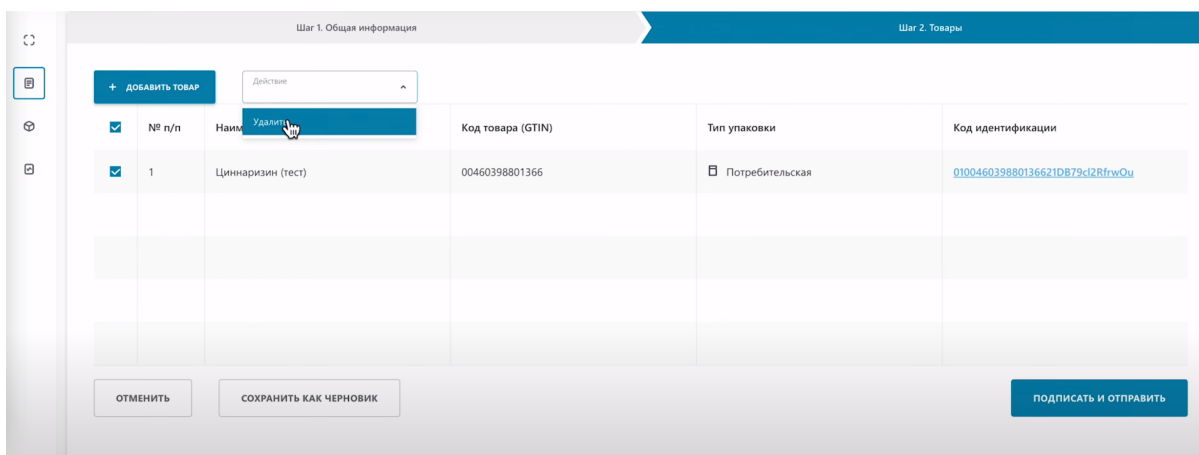 Шаг 1. Общая информация
Шаг 2. Товары
+ ДОБАВИТЬ ТОВАР
Действие
Удалить
№ п/п
Наим
Код товара (GTIN)
Тип упаковки
Код идентификации
1
Циннаризин (тест)
00460398801366
Потребительская
010046039880136621DB79cl2RfrwOu
ОТМЕНИТЬ
СОХРАНИТЬ КАК ЧЕРНОВИК
ПОДПИСАТЬ И ОТПРАВИТЬ